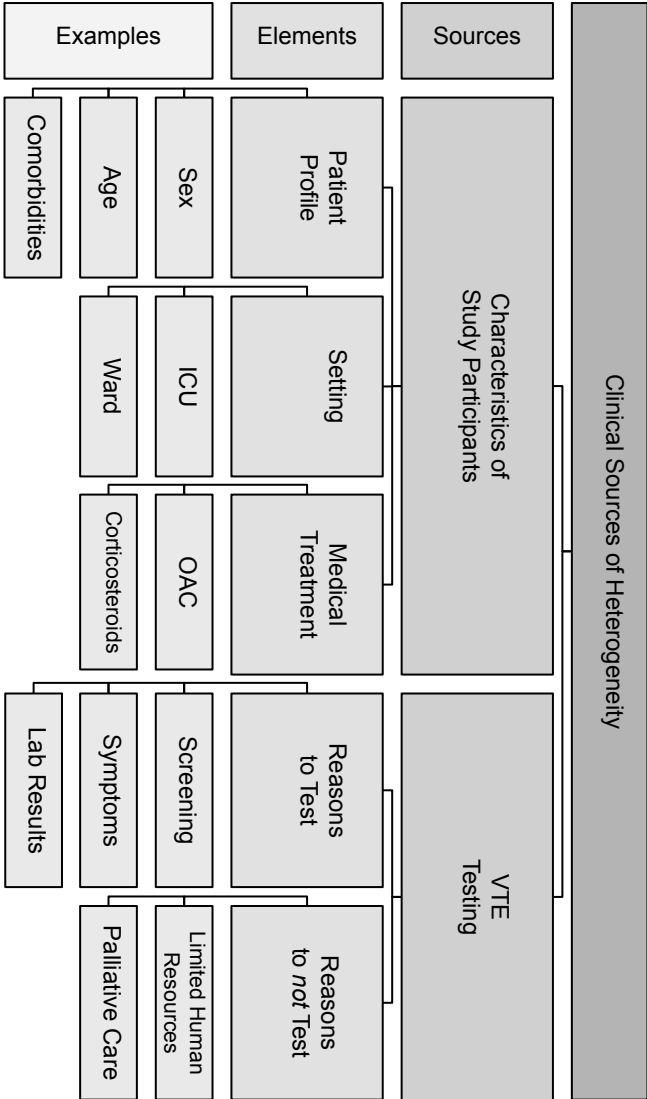 Clinical Sources of Heterogeneity
Sources
Characteristics of
Study Participants
VTE
Testing
Elements
Patient
Profile
Setting
Medical
Treatment
Reasons
to Test
Reasons
to not Test
Examples
Sex
ICU
OAC
Screening
Limited Human
Resources
Age
Ward
Corticosteroids
Symptoms
Palliative Care
Comorbidities
Lab Results